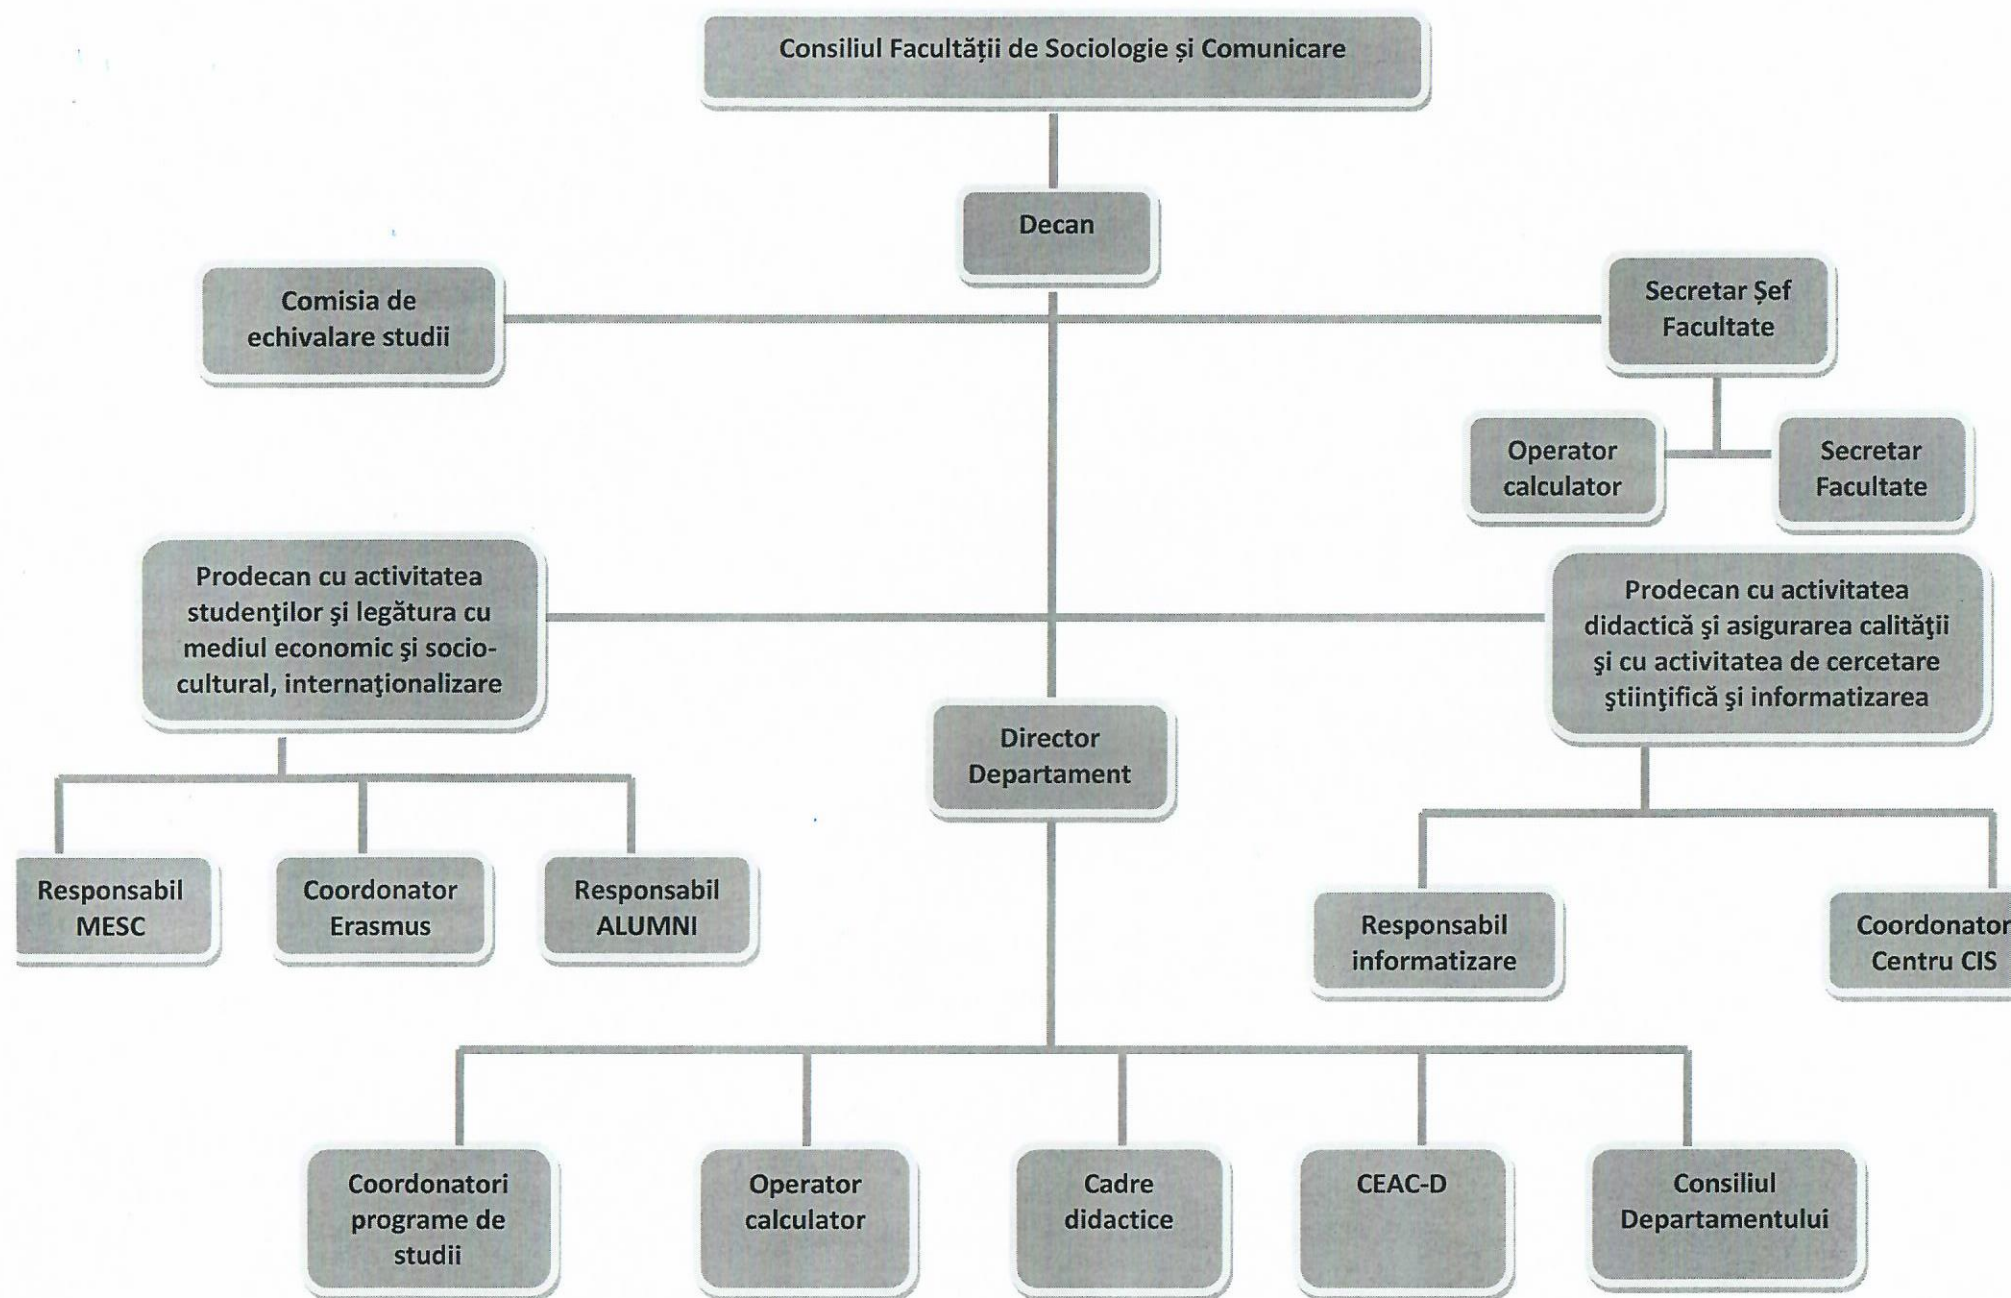 Consiliul Facultății de Sociologie și Comunicare
Decan
Comisia de
echivalare studii
Secretar Șef
Facultate
Operator
calculator
Secretar
Facultate
Prodecan cu activitatea
studenţilor şi legătura cu
mediul economic şi socio-
cultural, internaţionalizare
Prodecan cu activitatea
didactică şi asigurarea calităţii
şi cu activitatea de cercetare
ştiinţifică şi informatizarea
Director
Departament
Responsabil
MESC
Coordonator
Erasmus
Responsabil
ALUMNI
Responsabil
informatizare
Coordonator
Centru CIS
Coordonatori
programe de
studii
Operator
calculator
Cadre
didactice
CEAC-D
Consiliul
Departamentului